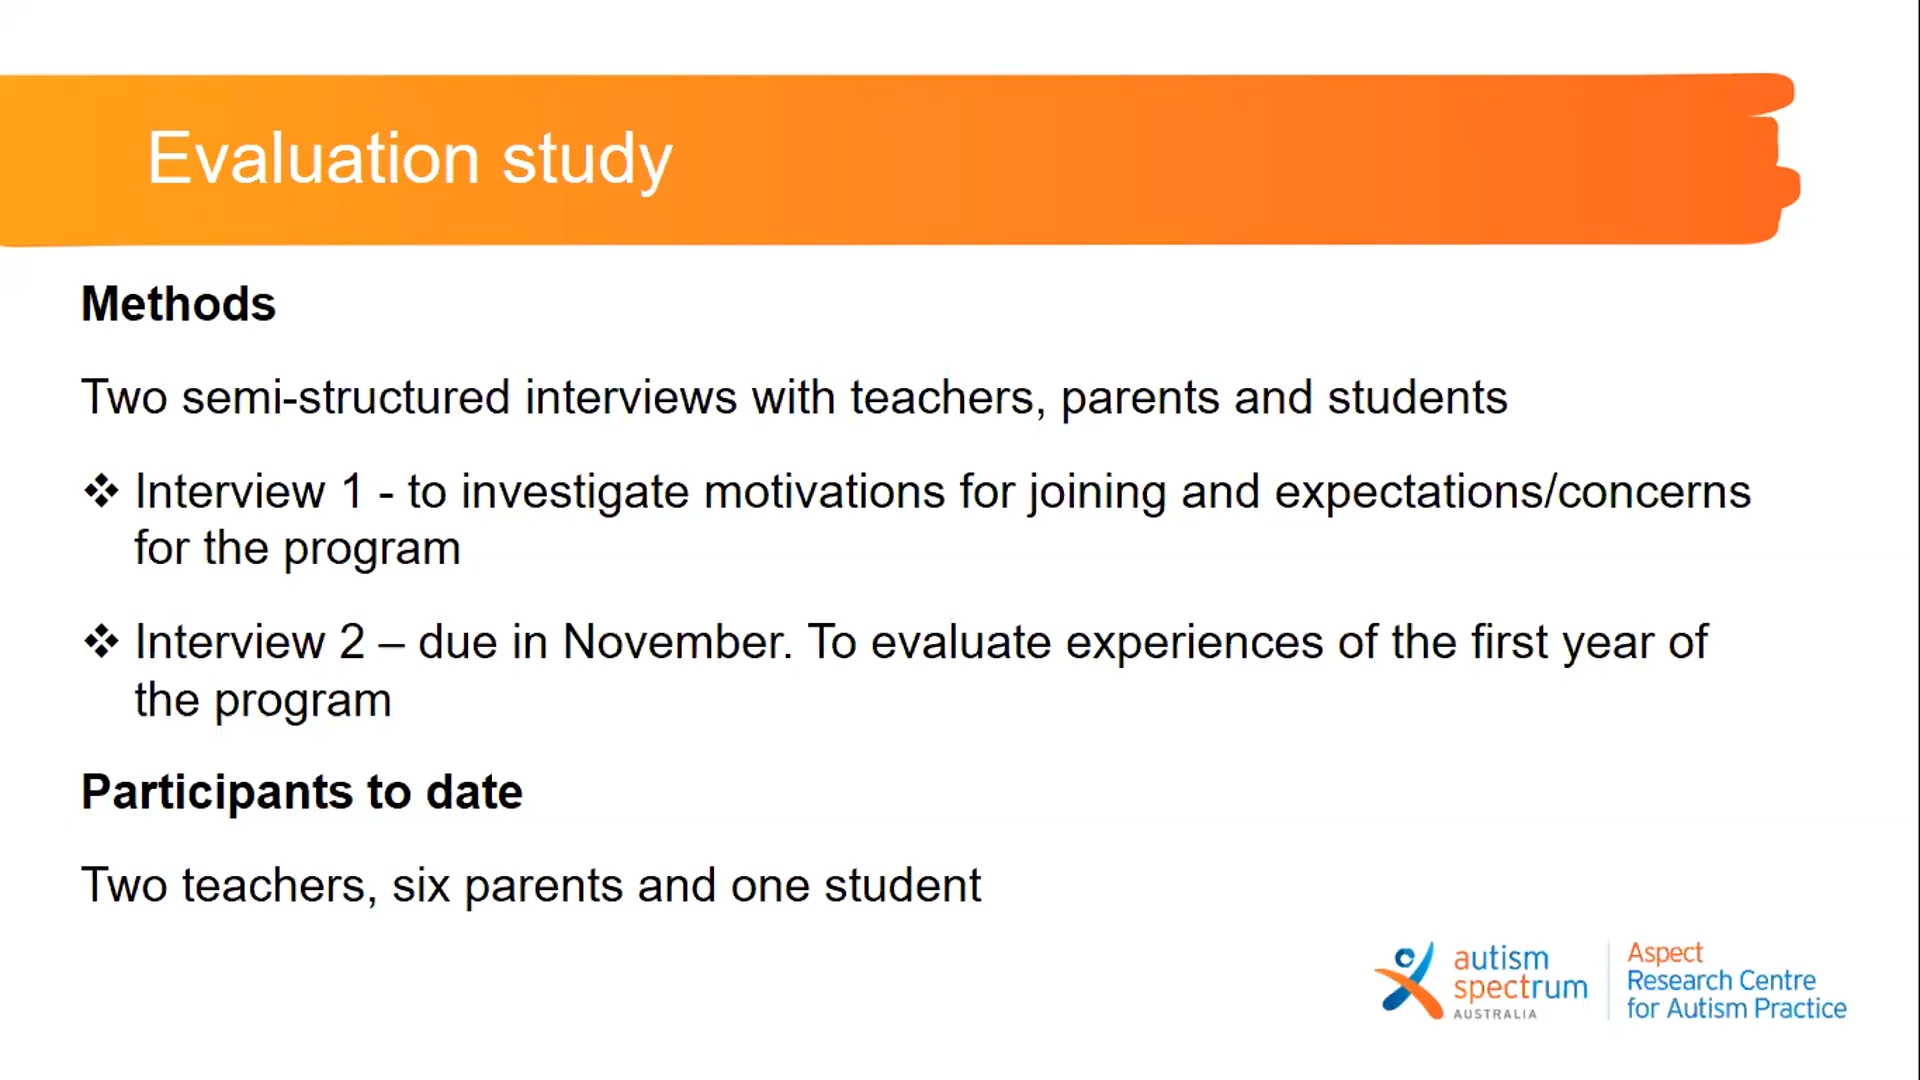 Evaluation study
Methods
Two semi-structured interviews with teachers, parents and students
❖ Interview 1 - to investigate motivations for joining and expectations/concerns
for the program
❖ Interview 2 – due in November. To evaluate experiences of the first year of
the program
Participants to date
Two teachers, six parents and one student
autism
spectrum
AUSTRALIA
Aspect
Research Centre
for Autism Practice